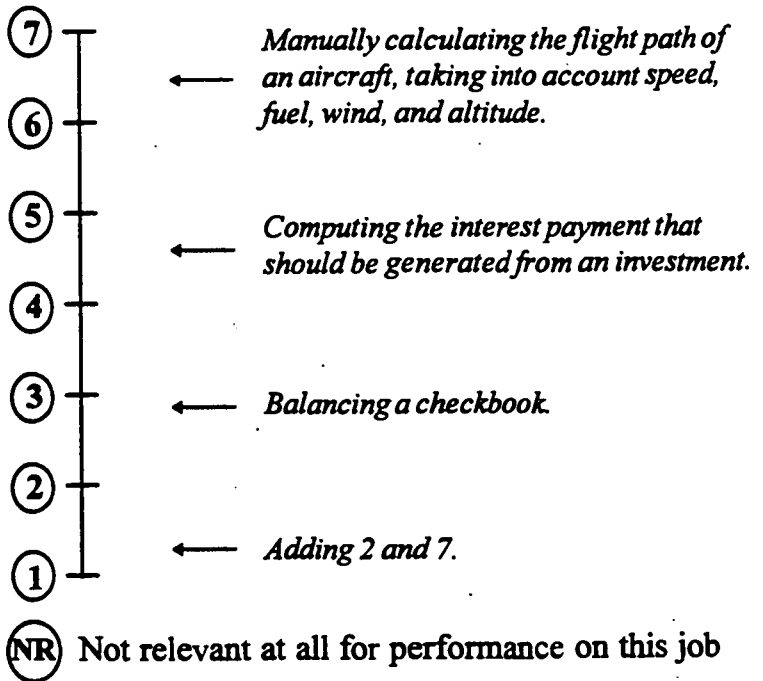 7
Manually calculating the flight path of
an aircraft, taking into account speed,
fuel, wind, and altitude.
6
5
Computing the interest payment that
should be generated from an investment.
4
3
Balancing a checkbook.
2
Adding 2 and 7.
1
NR Not relevant at all for performance on this job